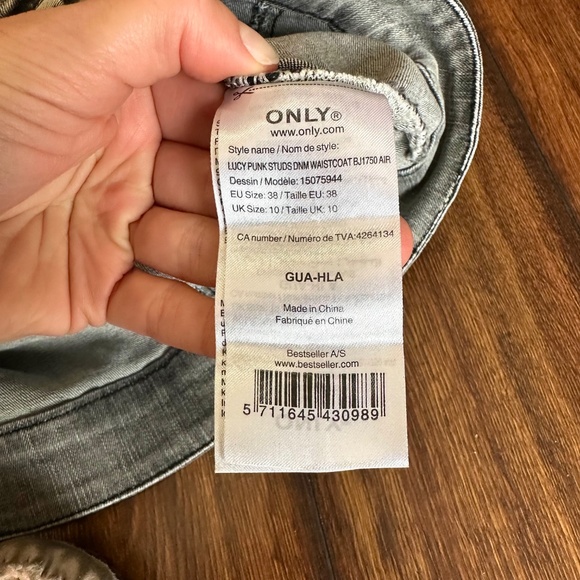 ONLY®
www.only.com
Style name / Nom de style:
LUCY PUNK STUDS DNM WAISTCOAT BJ1750 AIR
Dessin / Modèle: 15075944
EU Size: 38 / Taille EU: 38
UK Size: 10 / Taille UK: 10
CA number / Numéro de TVA:4264134
GUA-HLA
Made in China
Fabriqué en Chine
Bestseller A/S
www.bestseller.com
5 711645 430989